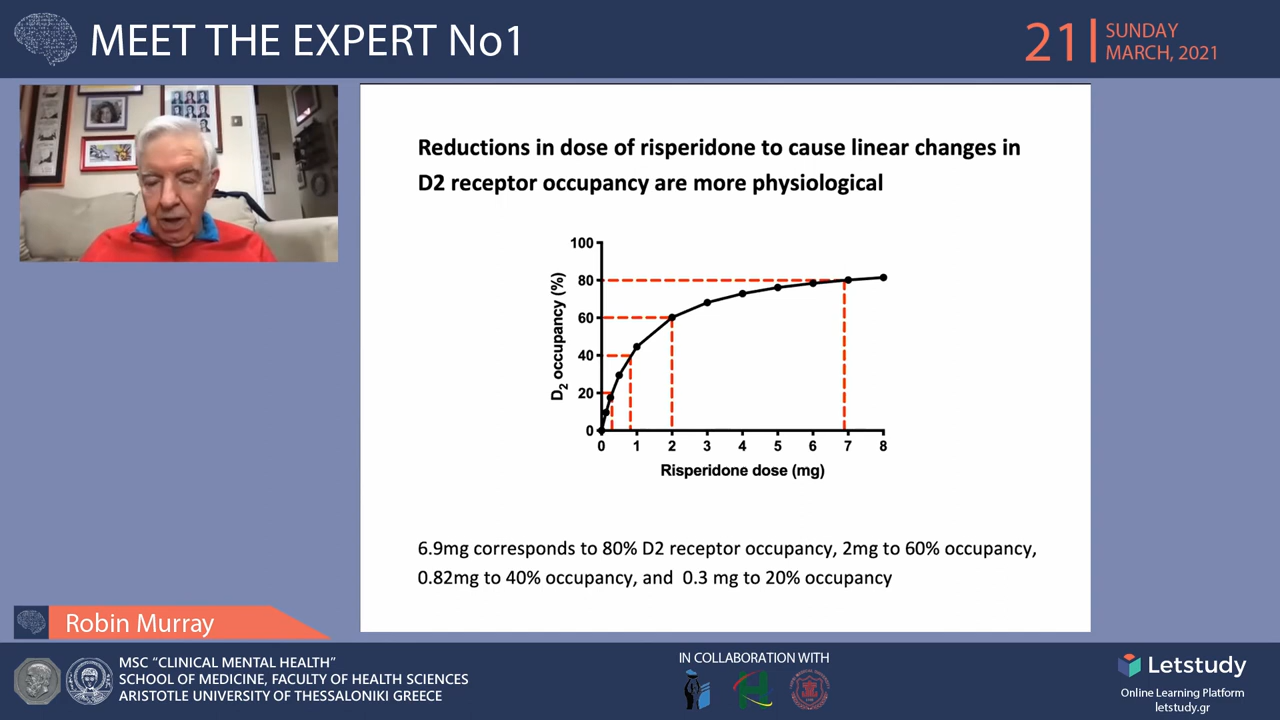 MEET THE EXPERT No1
21
SUNDAY
MARCH, 2021
Reductions in dose of risperidone to cause linear changes in
D2 receptor occupancy are more physiological
D2 occupancy (%)
100
80
60
40
20
0
0 1 2 3 4 5 6 7 8
Risperidone dose (mg)
6.9mg corresponds to 80% D2 receptor occupancy, 2mg to 60% occupancy,
0.82mg to 40% occupancy, and 0.3 mg to 20% occupancy
Robin Murray
MSC “CLINICAL MENTAL HEALTH”
SCHOOL OF MEDICINE, FACULTY OF HEALTH SCIENCES
ARISTOTLE UNIVERSITY OF THESSALONIKI GREECE
IN COLLABORATION WITH
Letstudy
Online Learning Platform
letstudy.gr